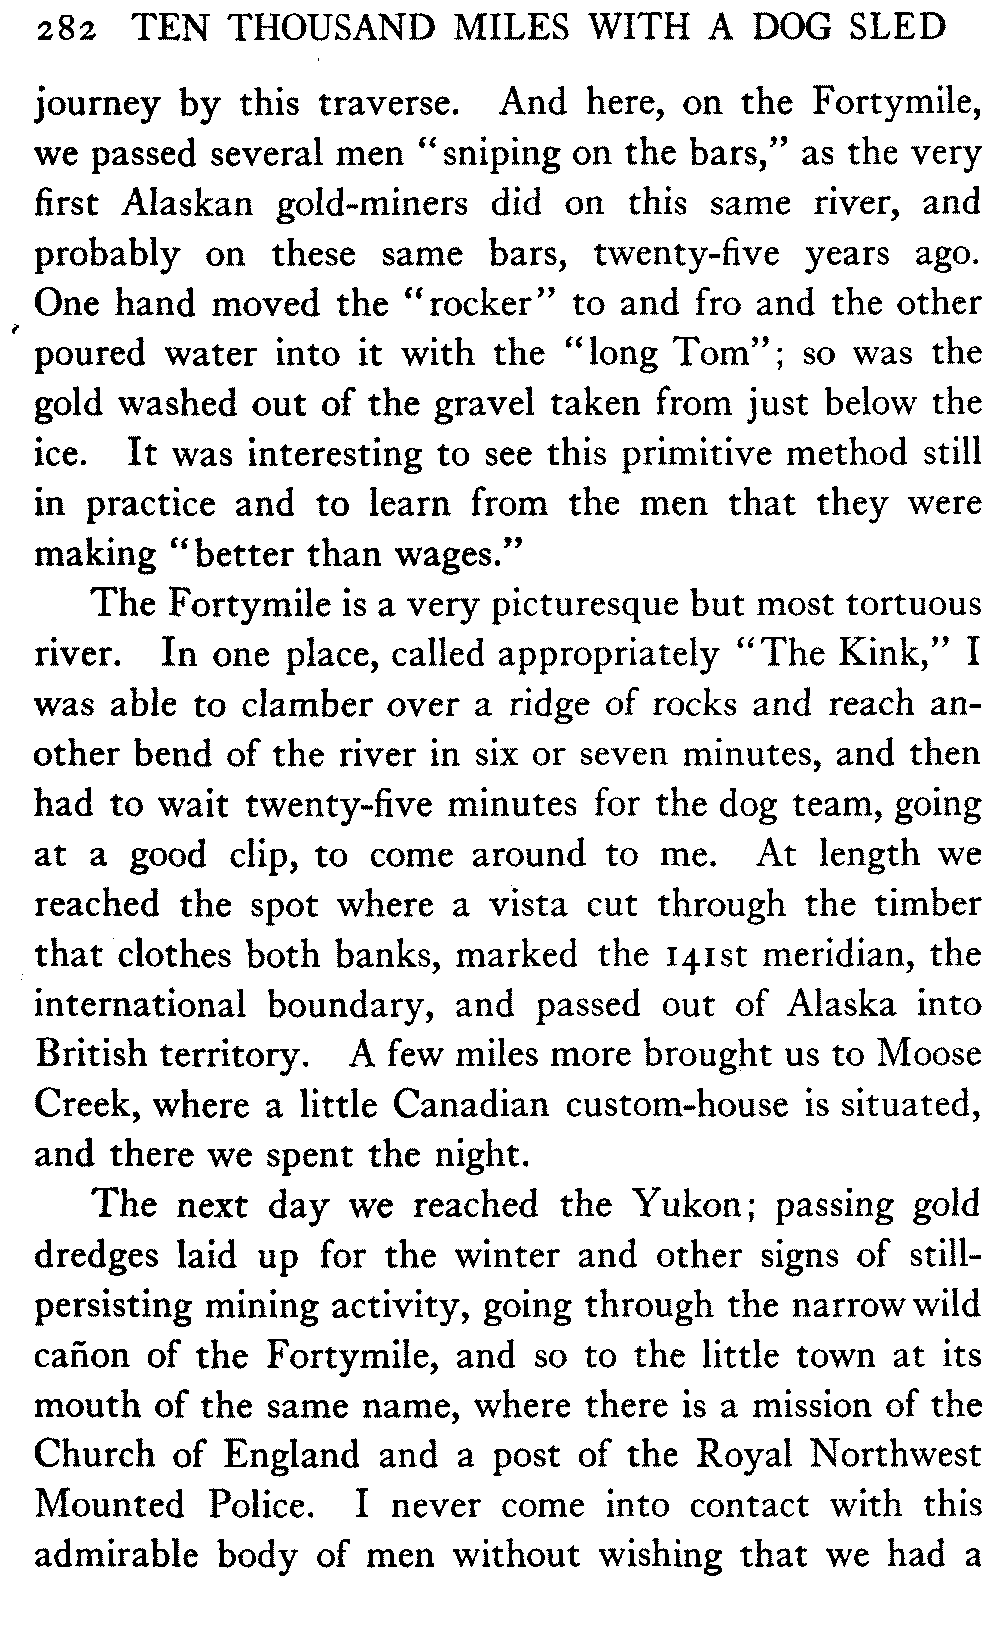 282 TEN THOUSAND MILES WITH A DOG SLED
journey by this traverse. And here, on the Fortymile,
we passed several men "sniping on the bars," as the very
first Alaskan gold-miners did on this same river, and
probably on these same bars, twenty-five years ago.
One hand moved the "rocker" to and fro and the other
poured water into it with the "long Tom"; so was the
gold washed out of the gravel taken from just below the
ice. It was interesting to see this primitive method still
in practice and to learn from the men that they were
making "better than wages."
The Fortymile is a very picturesque but most tortuous
river. In one place, called appropriately "The Kink," I
was able to clamber over a ridge of rocks and reach an-
other bend of the river in six or seven minutes, and then
had to wait twenty-five minutes for the dog team, going
at a good clip, to come around to me. At length we
reached the spot where a vista cut through the timber
that clothes both banks, marked the 141st meridian, the
international boundary, and passed out of Alaska into
British territory. A few miles more brought us to Moose
Creek, where a little Canadian custom-house is situated,
and there we spent the night.
The next day we reached the Yukon; passing gold
dredges laid up for the winter and other signs of still-
persisting mining activity, going through the narrow wild
cañon of the Fortymile, and so to the little town at its
mouth of the same name, where there is a mission of the
Church of England and a post of the Royal Northwest
Mounted Police. I never come into contact with this
admirable body of men without wishing that we had a